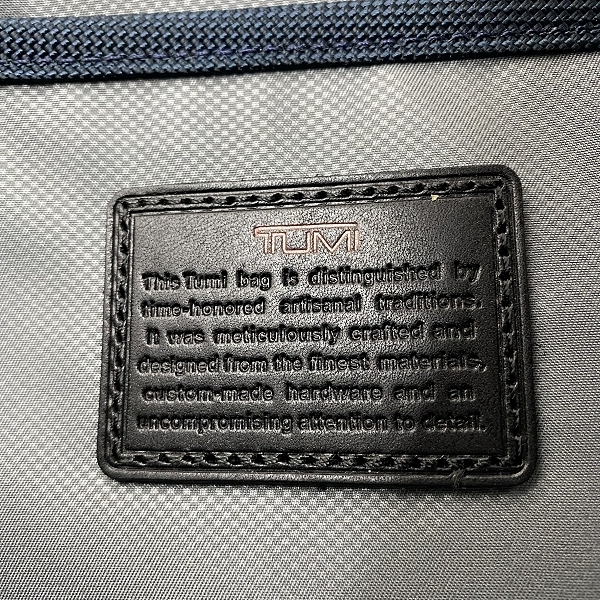 TUMI
This Tumi bag is distinguished by
time-honored artisanal traditions.
It was meticulously crafted and
designed from the finest materials,
custom-made hardware and an
uncompromising attention to detail.